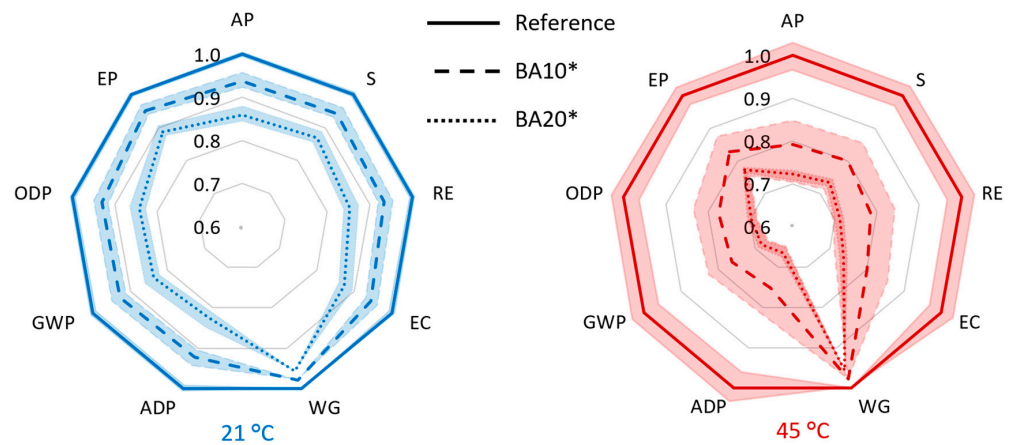 AP
S
RE
EC
WG
ADP
GWP
ODP
EP
1.0
0.9
0.8
0.7
0.6
21 °C
Reference
BA10*
BA20*
AP
S
RE
EC
WG
ADP
GWP
ODP
EP
1.0
0.9
0.8
0.7
0.6
45 °C